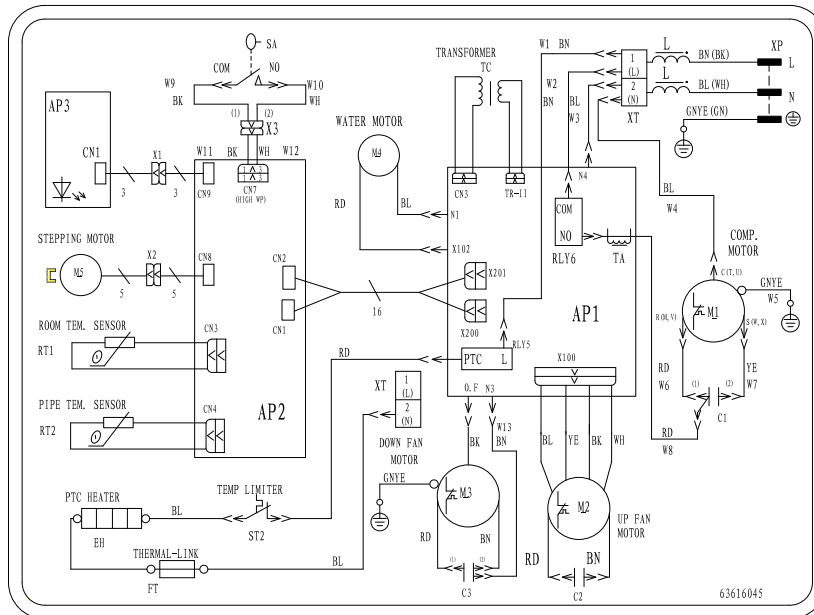 SA
COM
NO
W9
W10
BK
WH
(1)
(2)
X3
BK
WH
W11
W12
1 3
1 3
CN7
(HIGH WP)
AP3
CN1
X1
3
3
CN9
STEPPING MOTOR
M5
X2
5
5
CN8
CN2
CN1
16
ROOM TEM. SENSOR
RT1
CN3
PIPE TEM. SENSOR
RT2
CN4
AP2
TRANSFORMER
TC
WATER MOTOR
M4
RD
BL
CN3
TR-II
N1
X102
X201
X200
AP1
W1
BN
W2
BN
BL
W3
N4
COM
NO
RLY6
TA
PTC
L
RLY5
X100
O.F
N3
1
(L)
2
(N)
XT
L
L
BN(BK)
BL(WH)
GNYE(GN)
XP
L
N
BL
W4
COMP.
MOTOR
C(T,U)
GNYE
W5
M1
R(M,V)
S(W,X)
RD
W6
YE
W7
(1)
(2)
C1
RD
W8
RD
XT
1
(L)
2
(N)
DOWN FAN
MOTOR
GNYE
BK
W13
BN
M3
RD
BN
(1)
(2)
C3
BL
YE
BK
WH
M2
UP FAN
MOTOR
RD
BN
C2
PTC HEATER
EH
BL
TEMP LIMITER
ST2
THERMAL-LINK
FT
BL
63616045